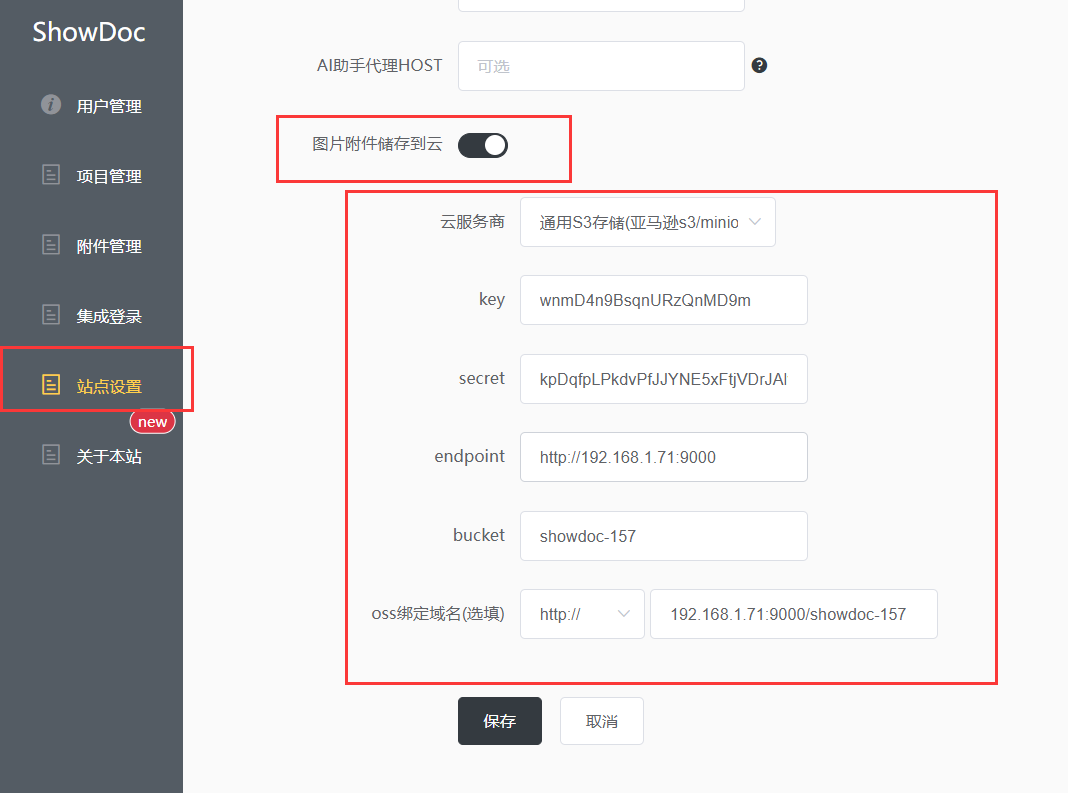 ShowDoc
用户管理
项目管理
附件管理
集成登录
站点设置
new
关于本站
AI助手代理HOST 可选 ?
图片附件储存到云
云服务商 通用S3存储(亚马逊s3/minio
key wnmD4n9BsqnURzQnMD9m
secret kpDqfpLPkdvPfJJYNE5xFtjVDrJAl
endpoint http://192.168.1.71:9000
bucket showdoc-157
oss绑定域名(选填) http:// 192.168.1.71:9000/showdoc-157
保存 取消